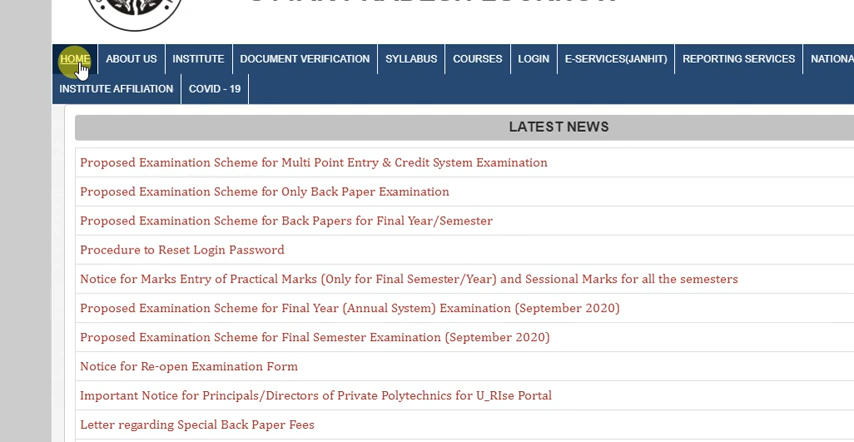 HOME ABOUT US INSTITUTE DOCUMENT VERIFICATION SYLLABUS COURSES LOGIN E-SERVICES(JANHIT) REPORTING SERVICES
INSTITUTE AFFILIATION COVID - 19
LATEST NEWS
Proposed Examination Scheme for Multi Point Entry & Credit System Examination
Proposed Examination Scheme for Only Back Paper Examination
Proposed Examination Scheme for Back Papers for Final Year/Semester
Procedure to Reset Login Password
Notice for Marks Entry of Practical Marks (Only for Final Semester/Year) and Sessional Marks for all the semesters
Proposed Examination Scheme for Final Year (Annual System) Examination (September 2020)
Proposed Examination Scheme for Final Semester Examination (September 2020)
Notice for Re-open Examination Form
Important Notice for Principals/Directors of Private Polytechnics for U_RIse Portal
Letter regarding Special Back Paper Fees